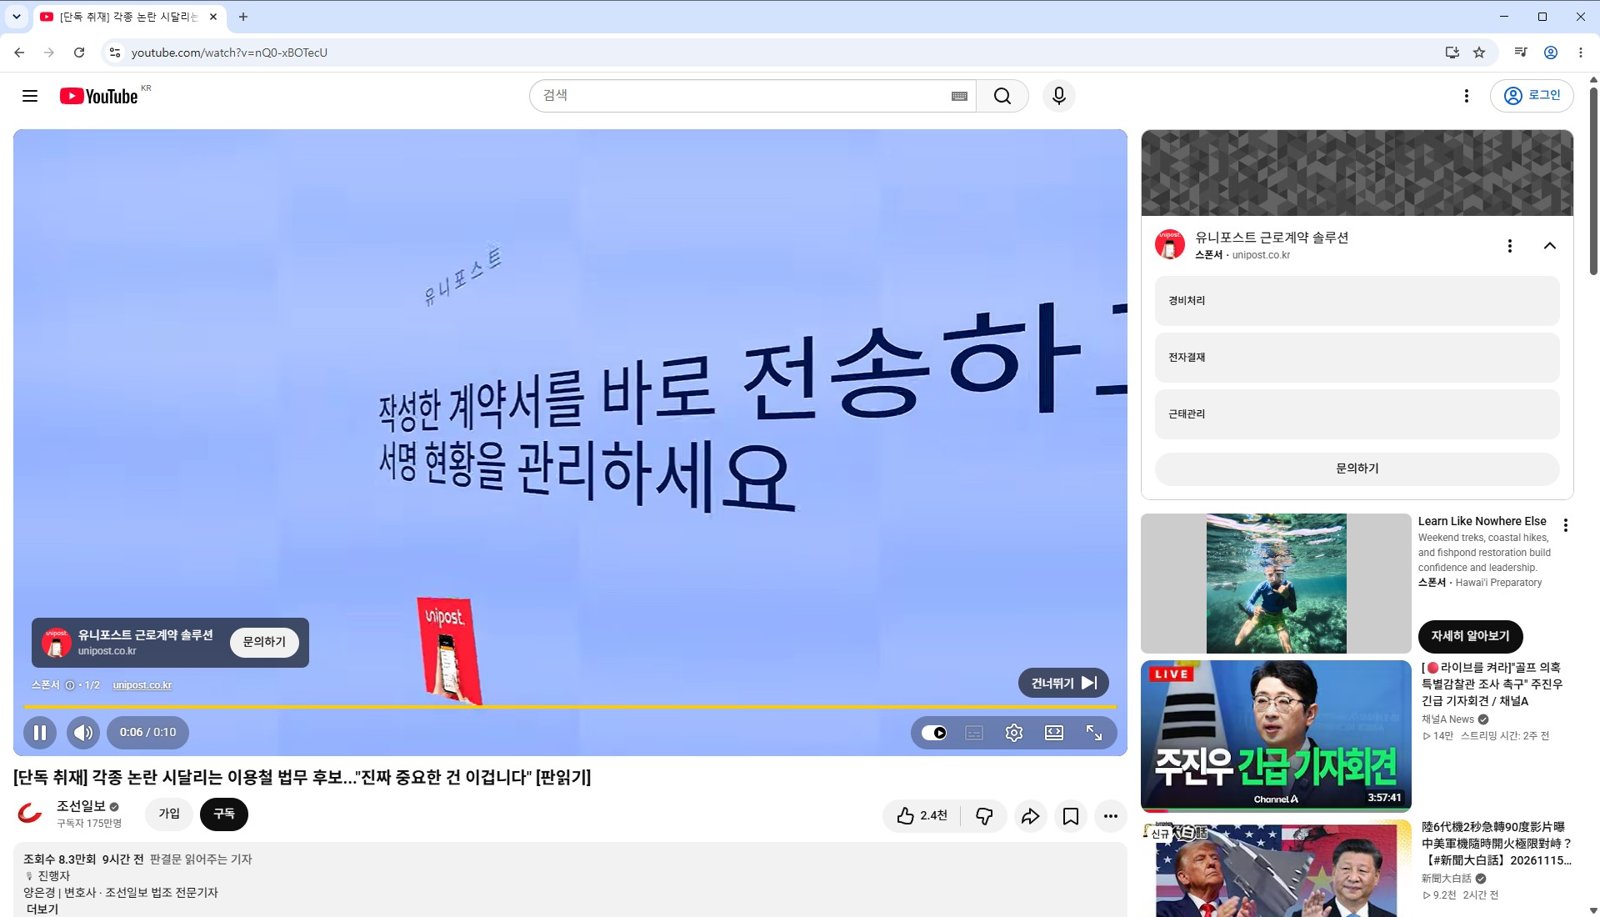 [단독 취재] 각종 논란 시달리는
youtube.com/watch?v=nQ0-xBOTecU
YouTube KR
검색
로그인
유니포스트
작성한 계약서를 바로 전송하고
서명 현황을 관리하세요
unipost.
유니포스트 근로계약 솔루션
unipost.co.kr
문의하기
스폰서 · 1/2 unipost.co.kr
건너뛰기
0:06 / 0:10
[단독 취재] 각종 논란 시달리는 이용철 법무 후보..."진짜 중요한 건 이겁니다" [판읽기]
조선일보
구독자 175만명
가입
구독
2.4천
조회수 8.3만회 9시간 전 판결문 읽어주는 기자
🎙 진행자
양은경 | 변호사 · 조선일보 법조 전문기자
더보기
유니포스트 근로계약 솔루션
스폰서 · unipost.co.kr
경비처리
전자결재
근태관리
문의하기
Learn Like Nowhere Else
Weekend treks, coastal hikes,
and fishpond restoration build
confidence and leadership.
스폰서 · Hawai'i Preparatory
자세히 알아보기
LIVE
주진우 긴급 기자회견
Channel A
3:57:41
[🔴라이브를 켜라]"골프 의혹
특별감찰관 조사 촉구" 주진우
긴급 기자회견 / 채널A
채널A News
14만 스트리밍 시간: 2주 전
신규
大白話
陸6代機2秒急轉90度影片曝
中美軍機隨時開火極限對峙？
【#新聞大白話】20261115...
新聞大白話
9.2천 2시간 전